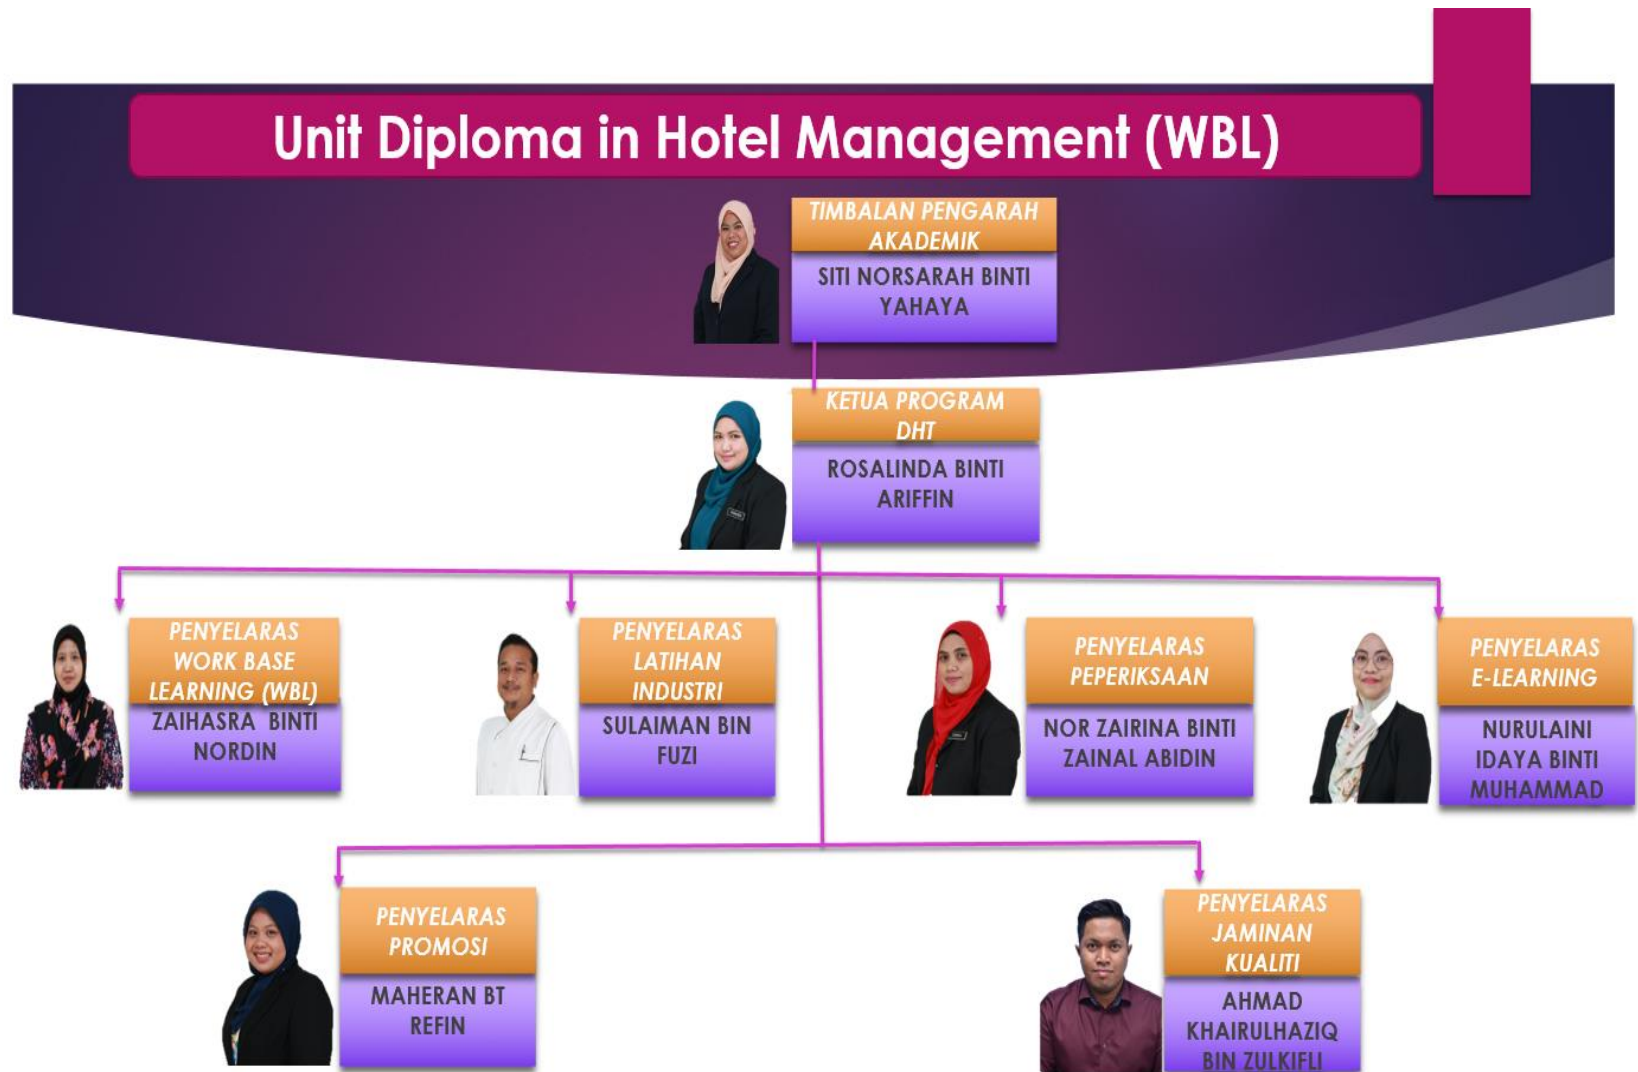 Unit Diploma in Hotel Management (WBL)
TIMBALAN PENGARAH
AKADEMIK
SITI NORSARAH BINTI
YAHAYA
KETUA PROGRAM
DHT
ROSALINDA BINTI
ARIFFIN
PENYELARAS
WORK BASE
LEARNING (WBL)
ZAIHASRA BINTI
NORDIN
PENYELARAS
LATIHAN
INDUSTRI
SULAIMAN BIN
FUZI
PENYELARAS
PEPERIKSAAN
NOR ZAIRINA BINTI
ZAINAL ABIDIN
PENYELARAS
E-LEARNING
NURULAINI
IDAYA BINTI
MUHAMMAD
PENYELARAS
PROMOSI
MAHERAN BT
REFIN
PENYELARAS
JAMINAN
KUALITI
AHMAD
KHAIRULHAZIQ
BIN ZULKIFLI